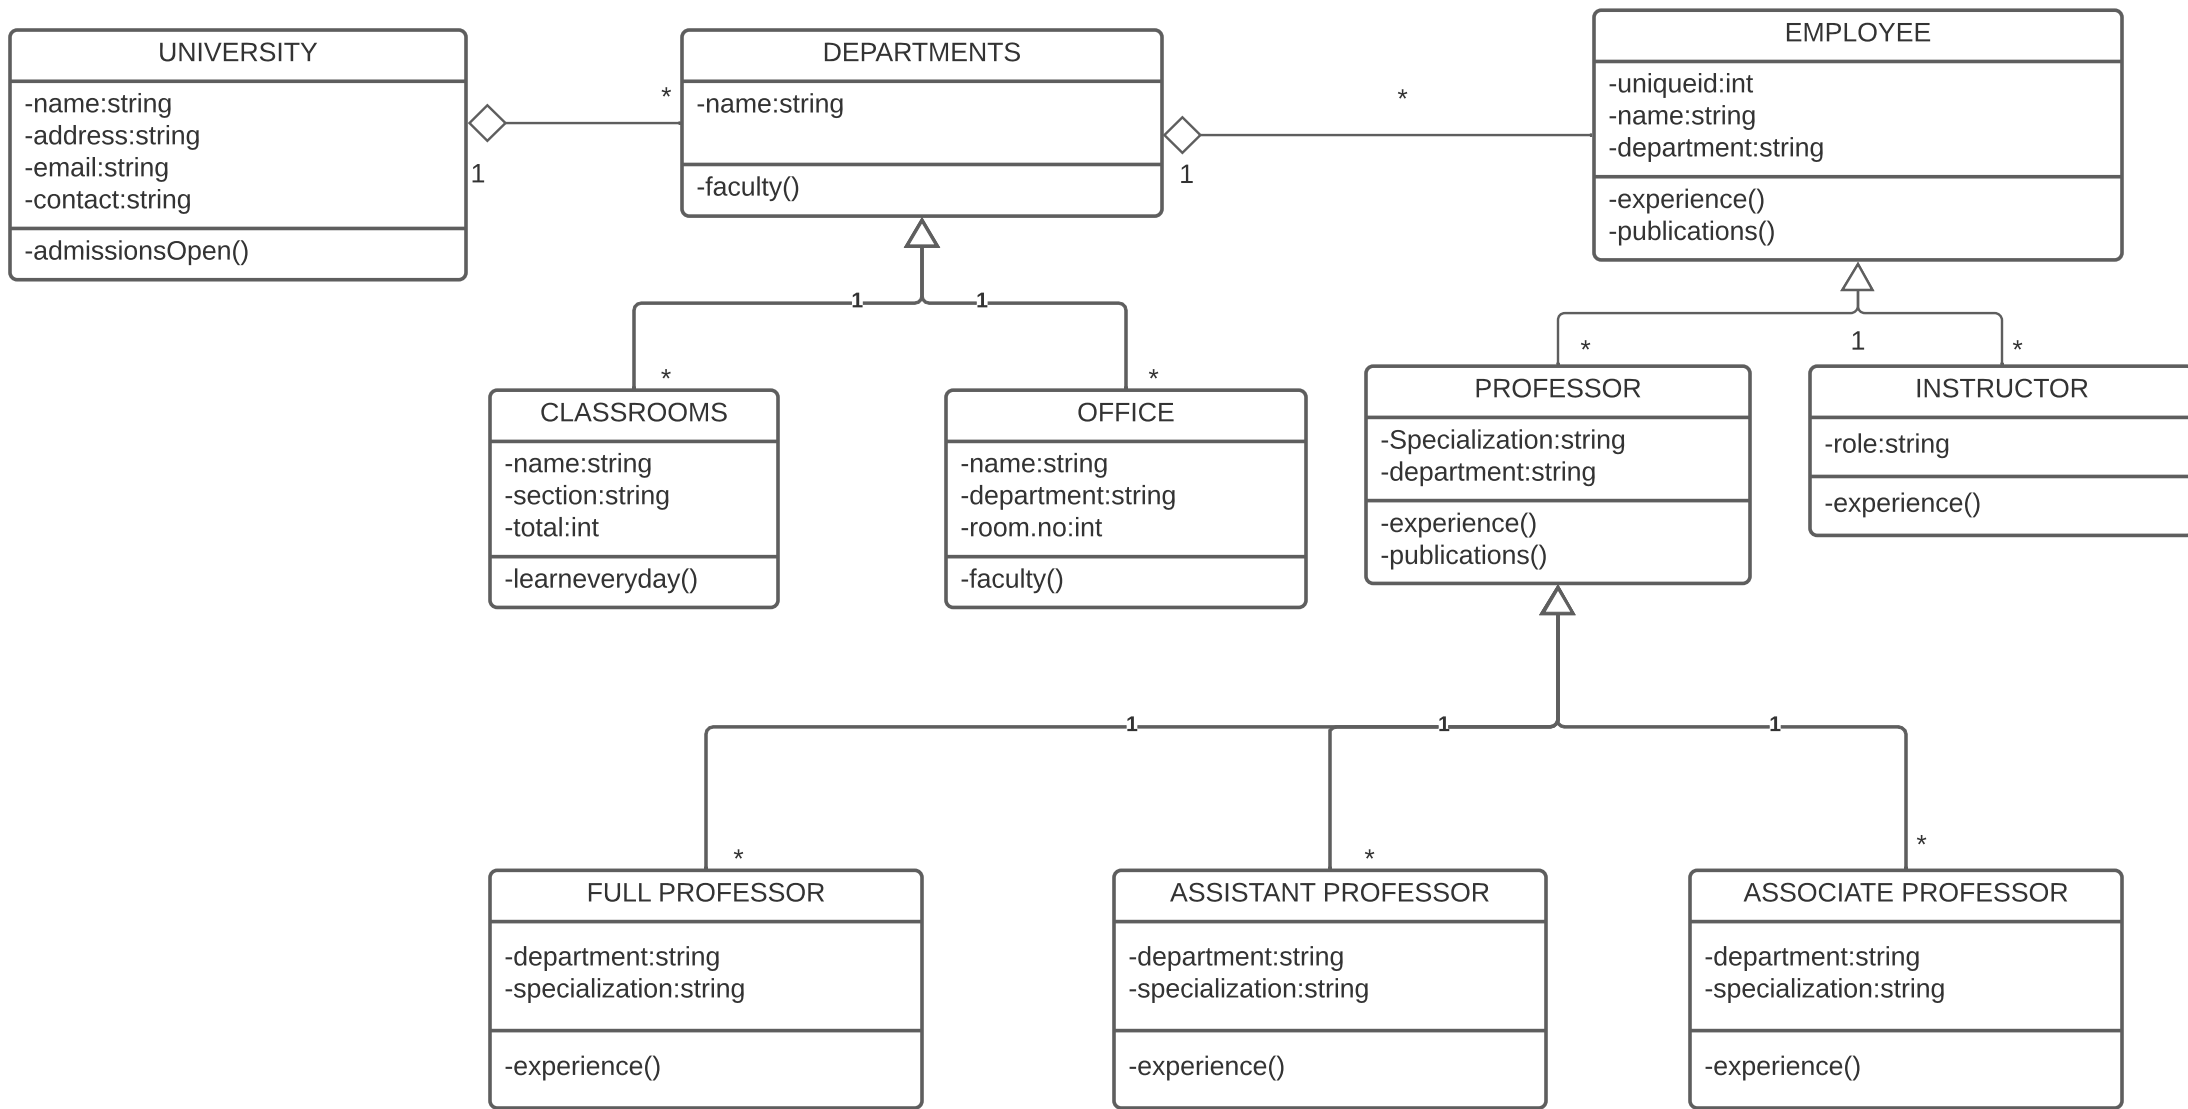 UNIVERSITY
-name:string
-address:string
-email:string
-contact:string
-admissionsOpen()
1
*
DEPARTMENTS
-name:string
-faculty()
1
*
EMPLOYEE
-uniqueid:int
-name:string
-department:string
-experience()
-publications()
1
1
*
*
CLASSROOMS
-name:string
-section:string
-total:int
-learneveryday()
OFFICE
-name:string
-department:string
-room.no:int
-faculty()
*
1
*
PROFESSOR
-Specialization:string
-department:string
-experience()
-publications()
INSTRUCTOR
-role:string
-experience()
1
1
1
*
*
*
FULL PROFESSOR
-department:string
-specialization:string
-experience()
ASSISTANT PROFESSOR
-department:string
-specialization:string
-experience()
ASSOCIATE PROFESSOR
-department:string
-specialization:string
-experience()